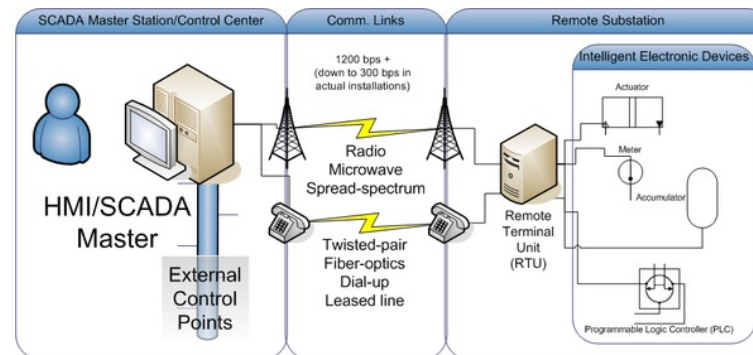 SCADA Master Station/Control Center
HMI/SCADA
Master
External
Control
Points
Comm. Links
1200 bps +
(down to 300 bps in
actual installations)
Radio
Microwave
Spread-spectrum
Twisted-pair
Fiber-optics
Dial-up
Leased line
Remote Substation
Remote
Terminal
Unit
(RTU)
Intelligent Electronic Devices
Actuator
Meter
Accumulator
Programmable Logic Controller (PLC)